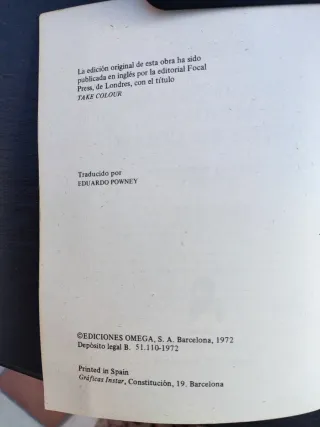 La edición original de esta obra ha sido
publicada en inglés por la editorial Focal
Press, de Londres, con el título
TAKE COLOUR
Traducido por
EDUARDO POWNEY
©EDICIONES OMEGA, S. A. Barcelona, 1972
Depósito legal B. 51.110-1972
Printed in Spain
Gráficas Instar, Constitución, 19. Barcelona